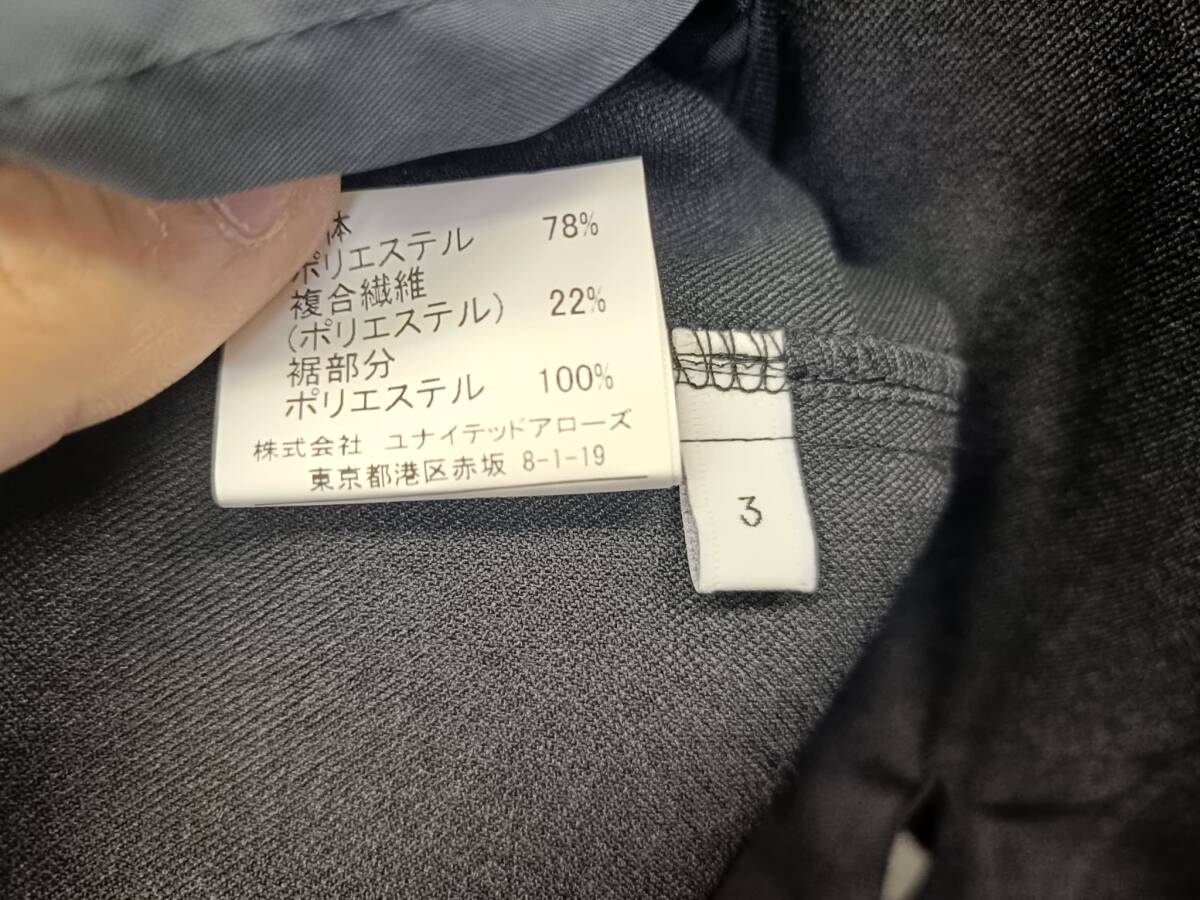 体
ポリエステル 78%
複合繊維
(ポリエステル) 22%
裾部分
ポリエステル 100%
株式会社 ユナイテッドアローズ
東京都港区赤坂 8-1-19
3